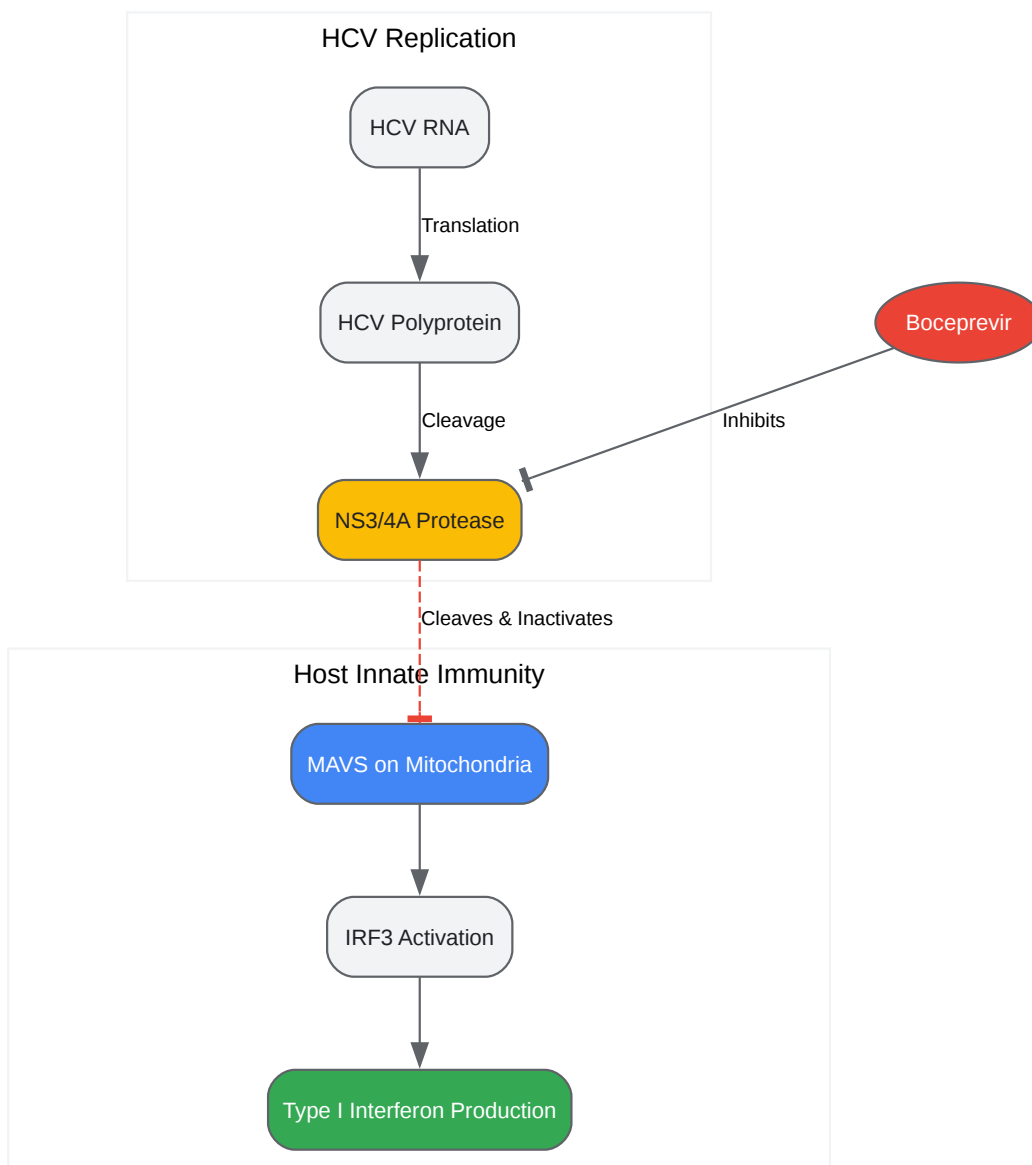 HCV Replication
HCV RNA
Translation
HCV Polyprotein
Boceprevir
Cleavage
Inhibits
NS3/4A Protease
Cleaves & Inactivates
Host Innate Immunity
MAVS on Mitochondria
IRF3 Activation
Type I Interferon Production